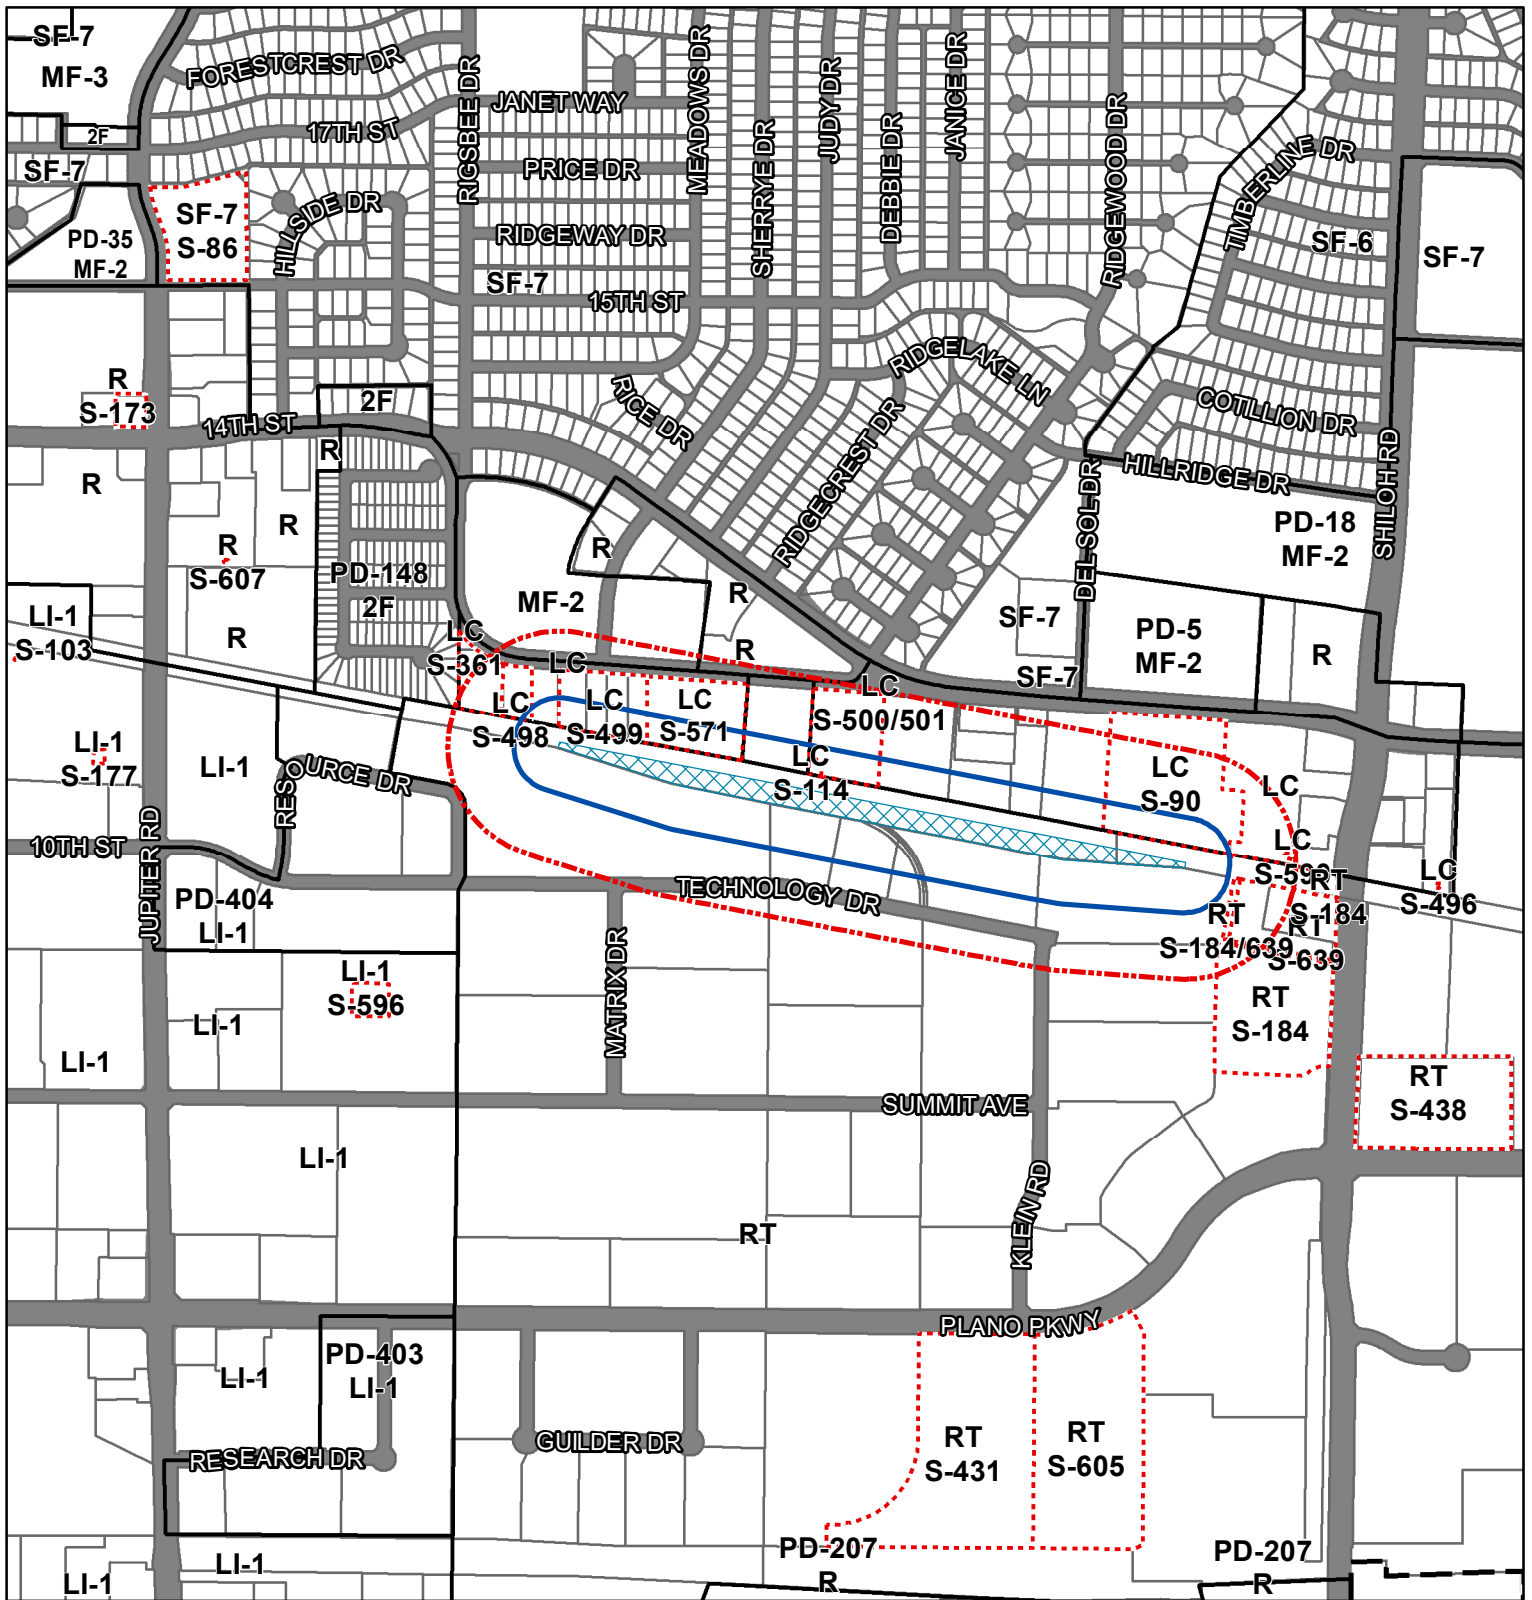 SF-7
MF-3
FORESTCREST DR
RIGSBEE DR
JANET WAY
MEADOWS DR
SHERRYE DR
JUDY DR
DEBBIE DR
JANICE DR
RIDGEWOOD DR
TIMBERLINE DR
2F
17TH ST
SF-7
PRICE DR
SF-7
S-86
HILLSIDE DR
PD-35
MF-2
RIDGEWAY DR
SF-7
15TH ST
SF-6
SF-7
R
S-173
2F
14TH ST
R
RICE DR
RIDGELAKE LN
RIDGECREST DR
COTILLION DR
HILLRIDGE DR
SHILOH RD
DEL SOL DR
PD-18
MF-2
R
R
R
S-607
R
PD-148
2F
R
MF-2
R
R
SF-7
SF-7
PD-5
MF-2
R
LI-1
S-103
LC
S-361
LC
LC
S-498
LC
S-499
LC
S-571
LC
S-500/501
LC
S-114
LC
S-90
LC
LC
S-59
LC
S-496
LI-1
S-177
LI-1
RESOURCE DR
10TH ST
JUPITER RD
TECHNOLOGY DR
RT
S-184
RT
S-184/639
RT
S-639
RT
S-184
PD-404
LI-1
LI-1
S-596
LI-1
LI-1
MATRIX DR
SUMMIT AVE
RT
S-438
LI-1
KLEIN RD
RT
PLANO PKWY
PD-403
LI-1
LI-1
RESEARCH DR
GUILDER DR
RT
S-431
RT
S-605
PD-207
R
PD-207
R
LI-1
LI-1